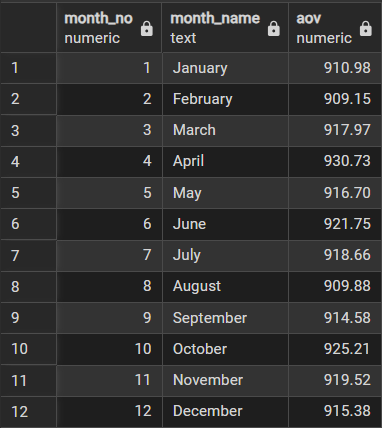 month_no month_name aov
numeric text numeric
1 1 January 910.98
2 2 February 909.15
3 3 March 917.97
4 4 April 930.73
5 5 May 916.70
6 6 June 921.75
7 7 July 918.66
8 8 August 909.88
9 9 September 914.58
10 10 October 925.21
11 11 November 919.52
12 12 December 915.38